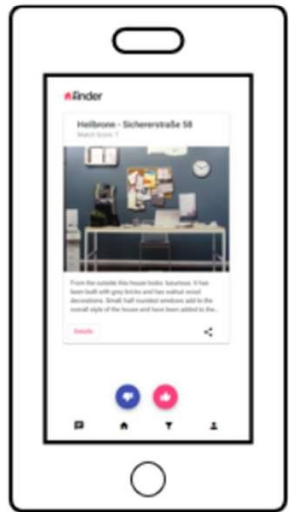 finder
Heilbronn - Sichererstraße 58
Match Score: 7
From the outside this house looks luxurious. It has
been built with grey bricks and has walnut wood
decorations. Small half rounded windows add to the
overall style of the house and have been added to the...
Details